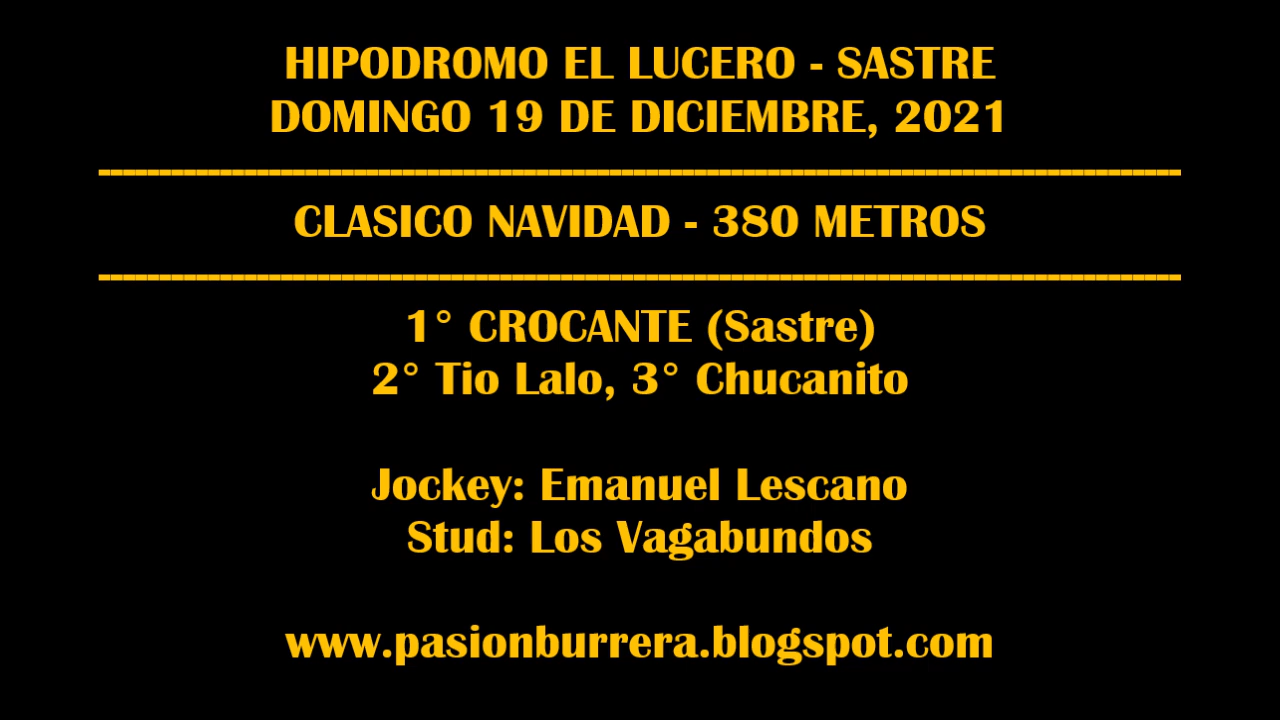 HIPODROMO EL LUCERO - SASTRE
DOMINGO 19 DE DICIEMBRE, 2021
CLASICO NAVIDAD - 380 METROS
1° CROCANTE (Sastre)
2° Tio Lalo, 3° Chucanito
Jockey: Emanuel Lescano
Stud: Los Vagabundos
www.pasionburrera.blogspot.com